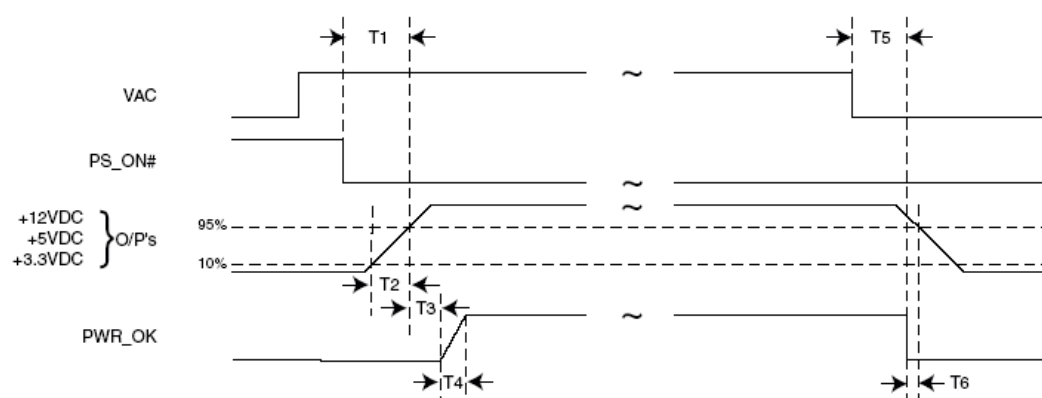 T1
T5
VAC
~
PS_ON#
~
+12VDC
+5VDC } O/P's
+3.3VDC
95%
10%
~
T2
T3
PWR_OK
~
T4
T6